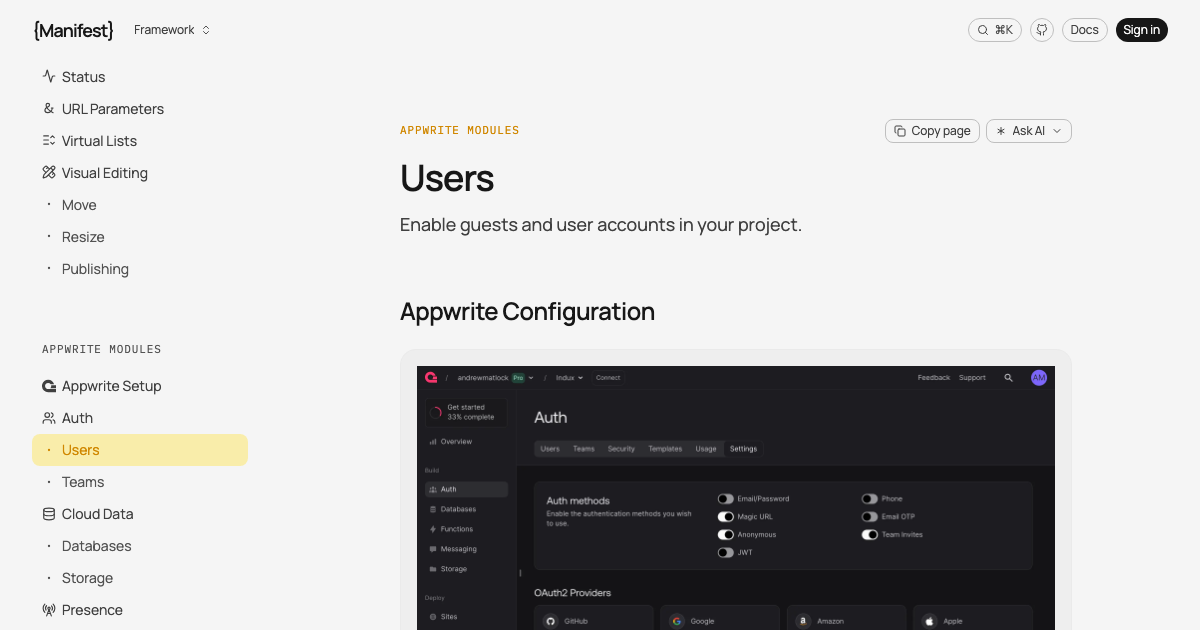 {Manifest} Framework ⌘K Docs Sign in
Status
& URL Parameters
Virtual Lists
Visual Editing
· Move
· Resize
· Publishing
APPWRITE MODULES
Appwrite Setup
Auth
· Users
· Teams
Cloud Data
· Databases
· Storage
Presence
APPWRITE MODULES
Copy page Ask AI
Users
Enable guests and user accounts in your project.
Appwrite Configuration
/ andrewmatlock Pro / Indux Connect Feedback Support AM
Get started
33% complete
Overview
Build
Auth
Databases
Functions
Messaging
Storage
Deploy
Sites
Auth
Users Teams Security Templates Usage Settings
Auth methods
Enable the authentication methods you wish
to use.
Email/Password
Magic URL
Anonymous
JWT
Phone
Email OTP
Team Invites
OAuth2 Providers
GitHub Google Amazon Apple